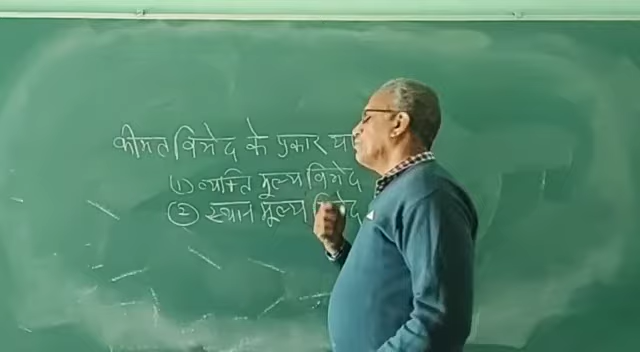 कीमत विभेद के प्रकार या
(1) व्यक्ति मूल्य विभेद
(2) स्थान मूल्य विभेद